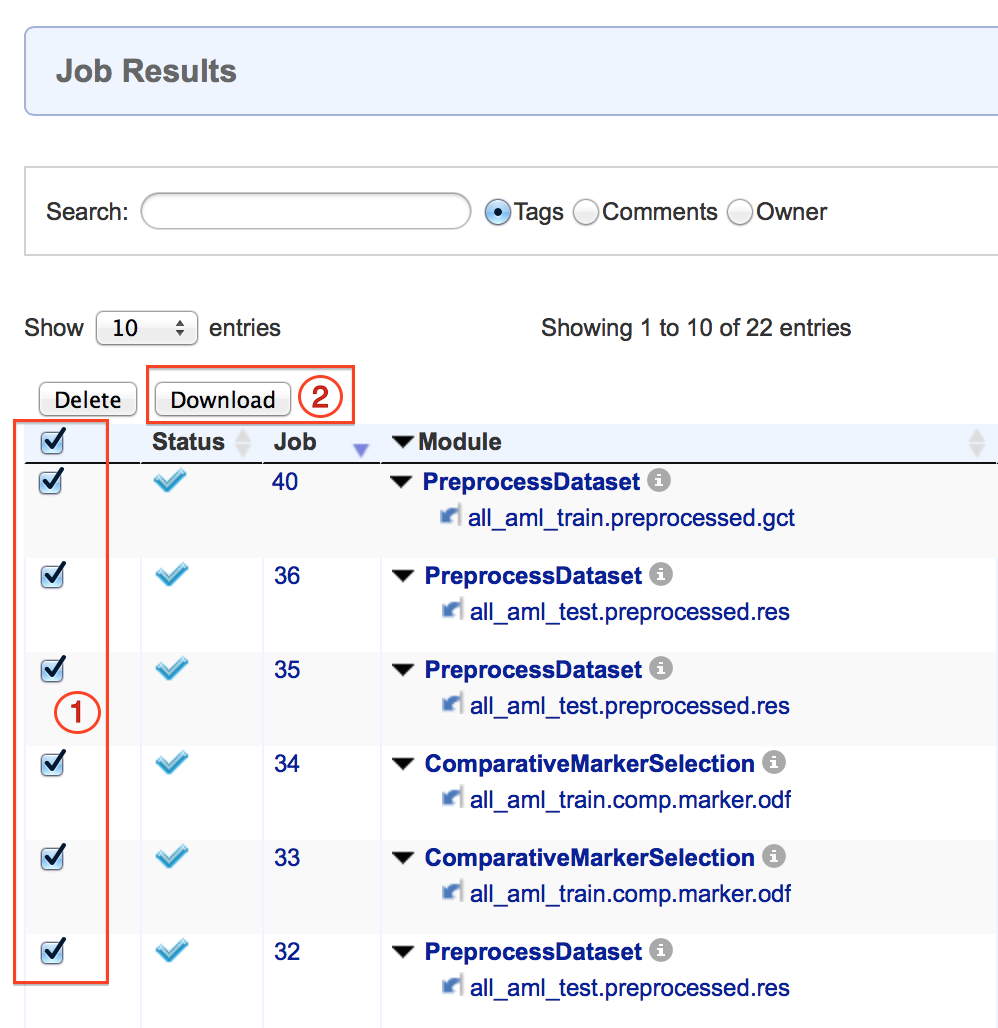 Job Results
Search: Tags Comments Owner
Show 10 entries Showing 1 to 10 of 22 entries
Delete Download 2
Status Job Module
40 PreprocessDataset
all_aml_train.preprocessed.gct
36 PreprocessDataset
all_aml_test.preprocessed.res
35 PreprocessDataset
all_aml_test.preprocessed.res
1
34 ComparativeMarkerSelection
all_aml_train.comp.marker.odf
33 ComparativeMarkerSelection
all_aml_train.comp.marker.odf
32 PreprocessDataset
all_aml_test.preprocessed.res